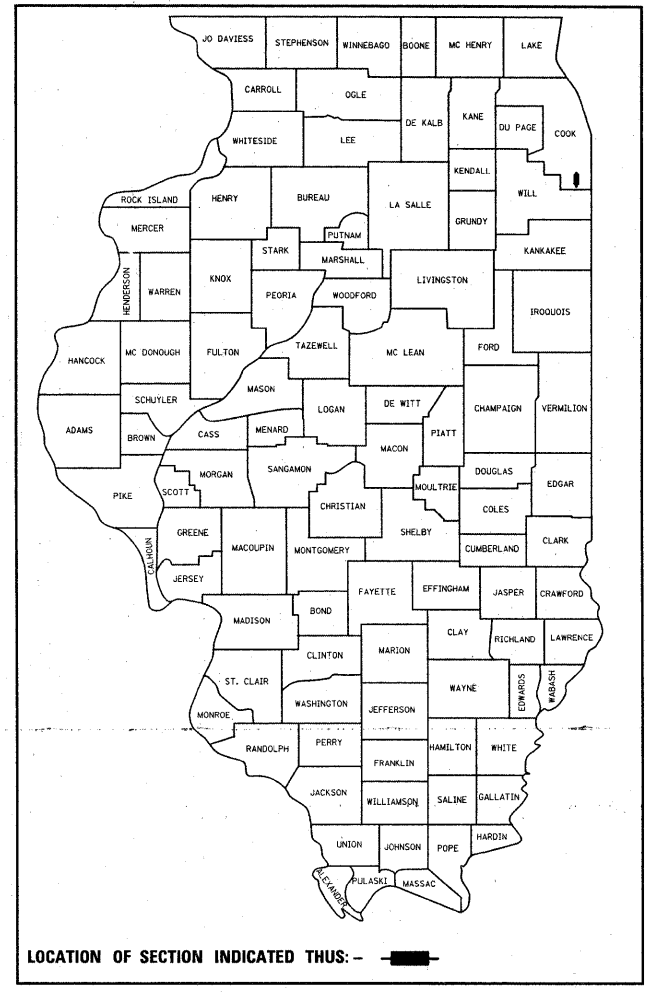 JO DAVIESS
STEPHENSON
WINNEBAGO
BOONE
MC HENRY
LAKE
CARROLL
OGLE
DE KALB
KANE
DU PAGE
COOK
WHITESIDE
LEE
KENDALL
WILL
ROCK ISLAND
HENRY
BUREAU
LA SALLE
GRUNDY
MERCER
PUTNAM
STARK
MARSHALL
KANKAKEE
HENDERSON
WARREN
KNOX
PEORIA
WOODFORD
LIVINGSTON
IROQUOIS
HANCOCK
MC DONOUGH
FULTON
TAZEWELL
MC LEAN
FORD
SCHUYLER
MASON
LOGAN
DE WITT
CHAMPAIGN
VERMILION
ADAMS
BROWN
CASS
MENARD
MACON
PIATT
PIKE
SCOTT
MORGAN
SANGAMON
CHRISTIAN
MOULTRIE
DOUGLAS
EDGAR
COLES
CALHOUN
GREENE
MACOUPIN
MONTGOMERY
SHELBY
CUMBERLAND
CLARK
JERSEY
FAYETTE
EFFINGHAM
JASPER
CRAWFORD
MADISON
BOND
CLINTON
MARION
CLAY
RICHLAND
LAWRENCE
ST. CLAIR
WASHINGTON
JEFFERSON
WAYNE
EDWARDS
WABASH
MONROE
RANDOLPH
PERRY
FRANKLIN
HAMILTON
WHITE
JACKSON
WILLIAMSON
SALINE
GALLATIN
UNION
JOHNSON
POPE
HARDIN
ALEXANDER
PULASKI
MASSAC
LOCATION OF SECTION INDICATED THUS: –